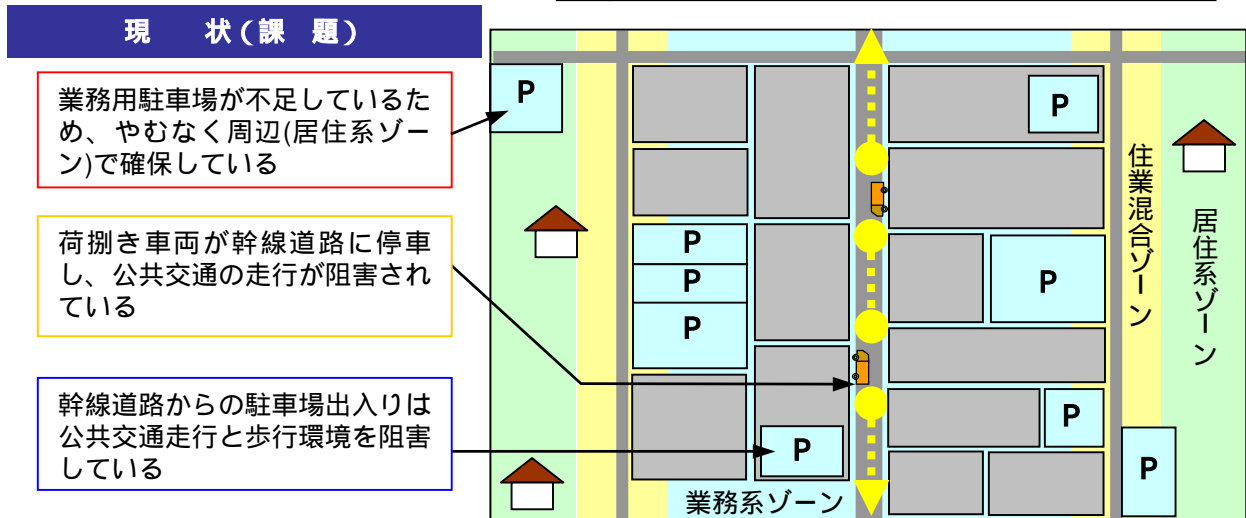 現　状(課　題)
業務用駐車場が不足しているた
め、やむなく周辺(居住系ゾー
ン)で確保している
荷捌き車両が幹線道路に停車
し、公共交通の走行が阻害され
ている
幹線道路からの駐車場出入りは
公共交通走行と歩行環境を阻害
している
P
P
P
P
P
P
P
P
P
業務系ゾーン
住業混合ゾーン
居住系ゾーン